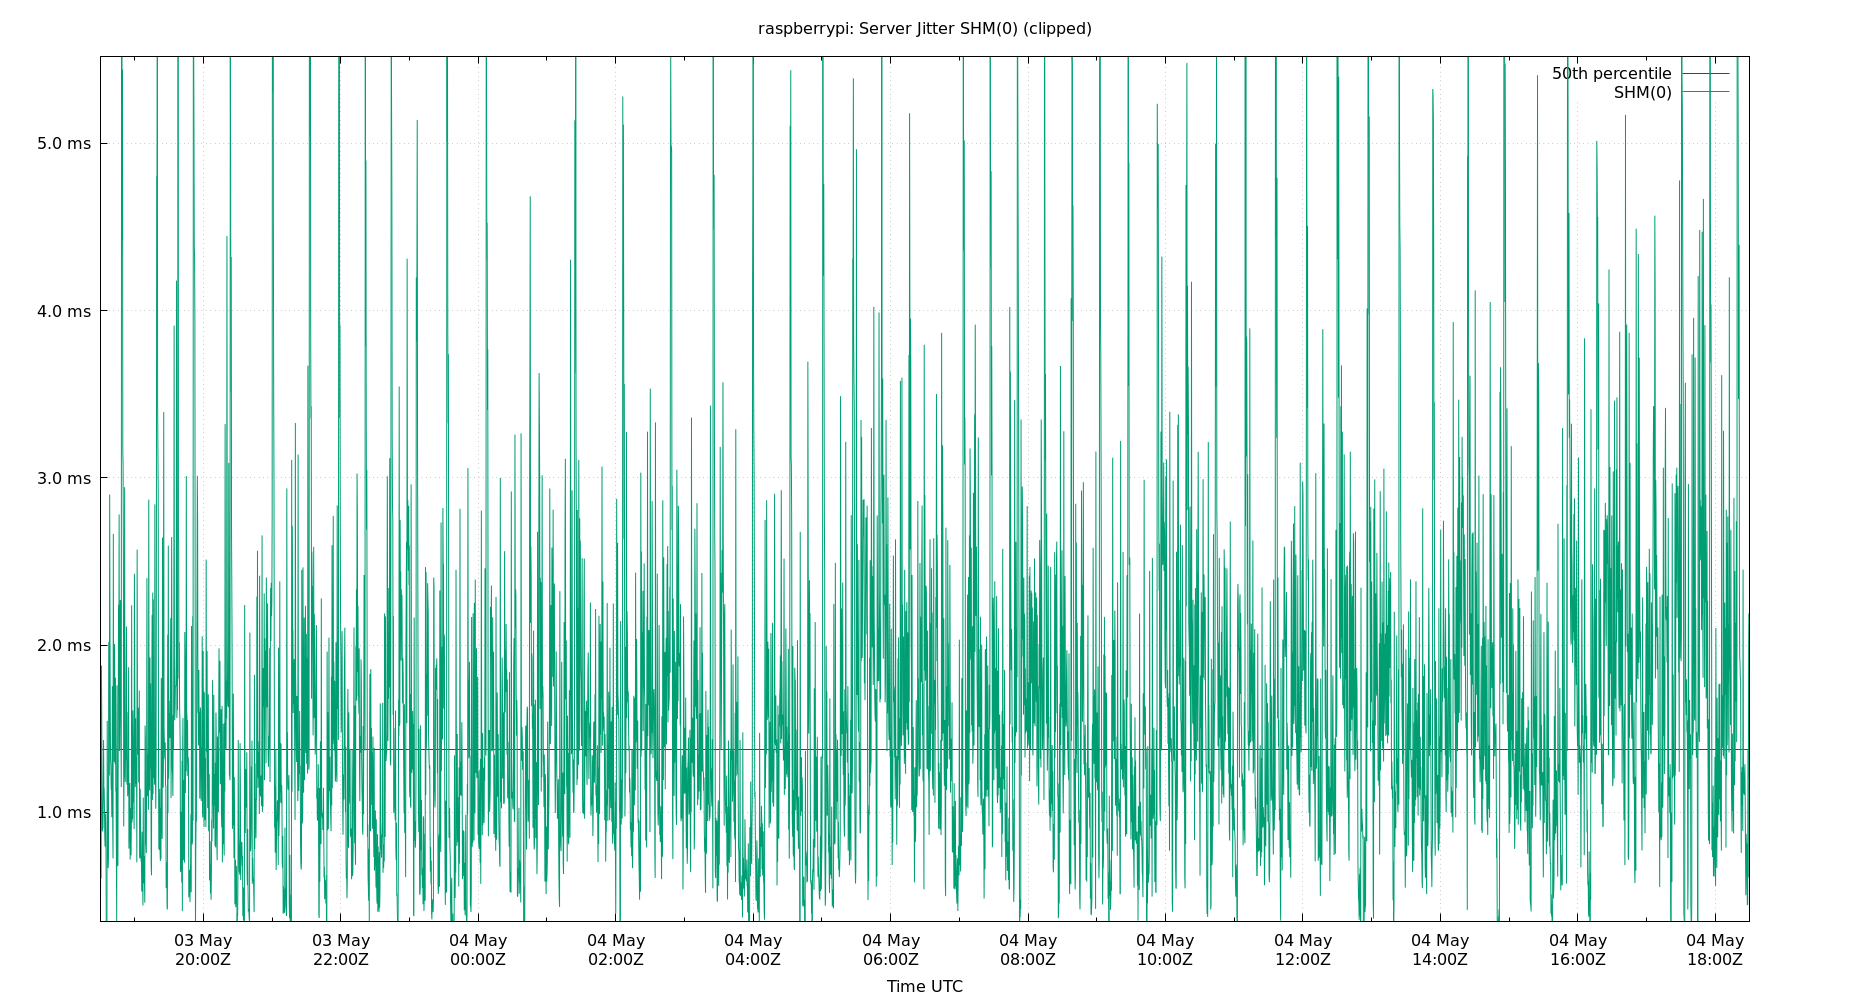 raspberrypi: Server Jitter SHM(0) (clipped)
50th percentile
SHM(0)
5.0 ms
4.0 ms
3.0 ms
2.0 ms
1.0 ms
03 May 03 May 04 May 04 May 04 May 04 May 04 May 04 May 04 May 04 May 04 May 04 May
20:00Z 22:00Z 00:00Z 02:00Z 04:00Z 06:00Z 08:00Z 10:00Z 12:00Z 14:00Z 16:00Z 18:00Z
Time UTC